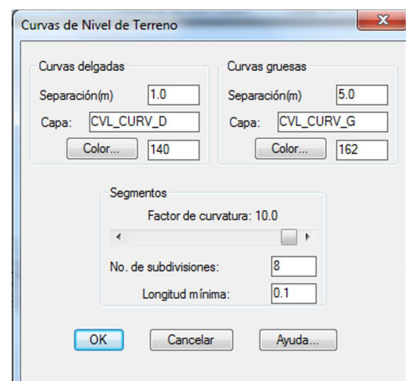 Curvas de Nivel de Terreno
Curvas delgadas
Separación(m) 1.0
Capa: CVL_CURV_D
Color... 140
Curvas gruesas
Separación(m) 5.0
Capa: CVL_CURV_G
Color... 162
Segmentos
Factor de curvatura: 10.0
No. de subdivisiones: 8
Longitud mínima: 0.1
OK Cancelar Ayuda...